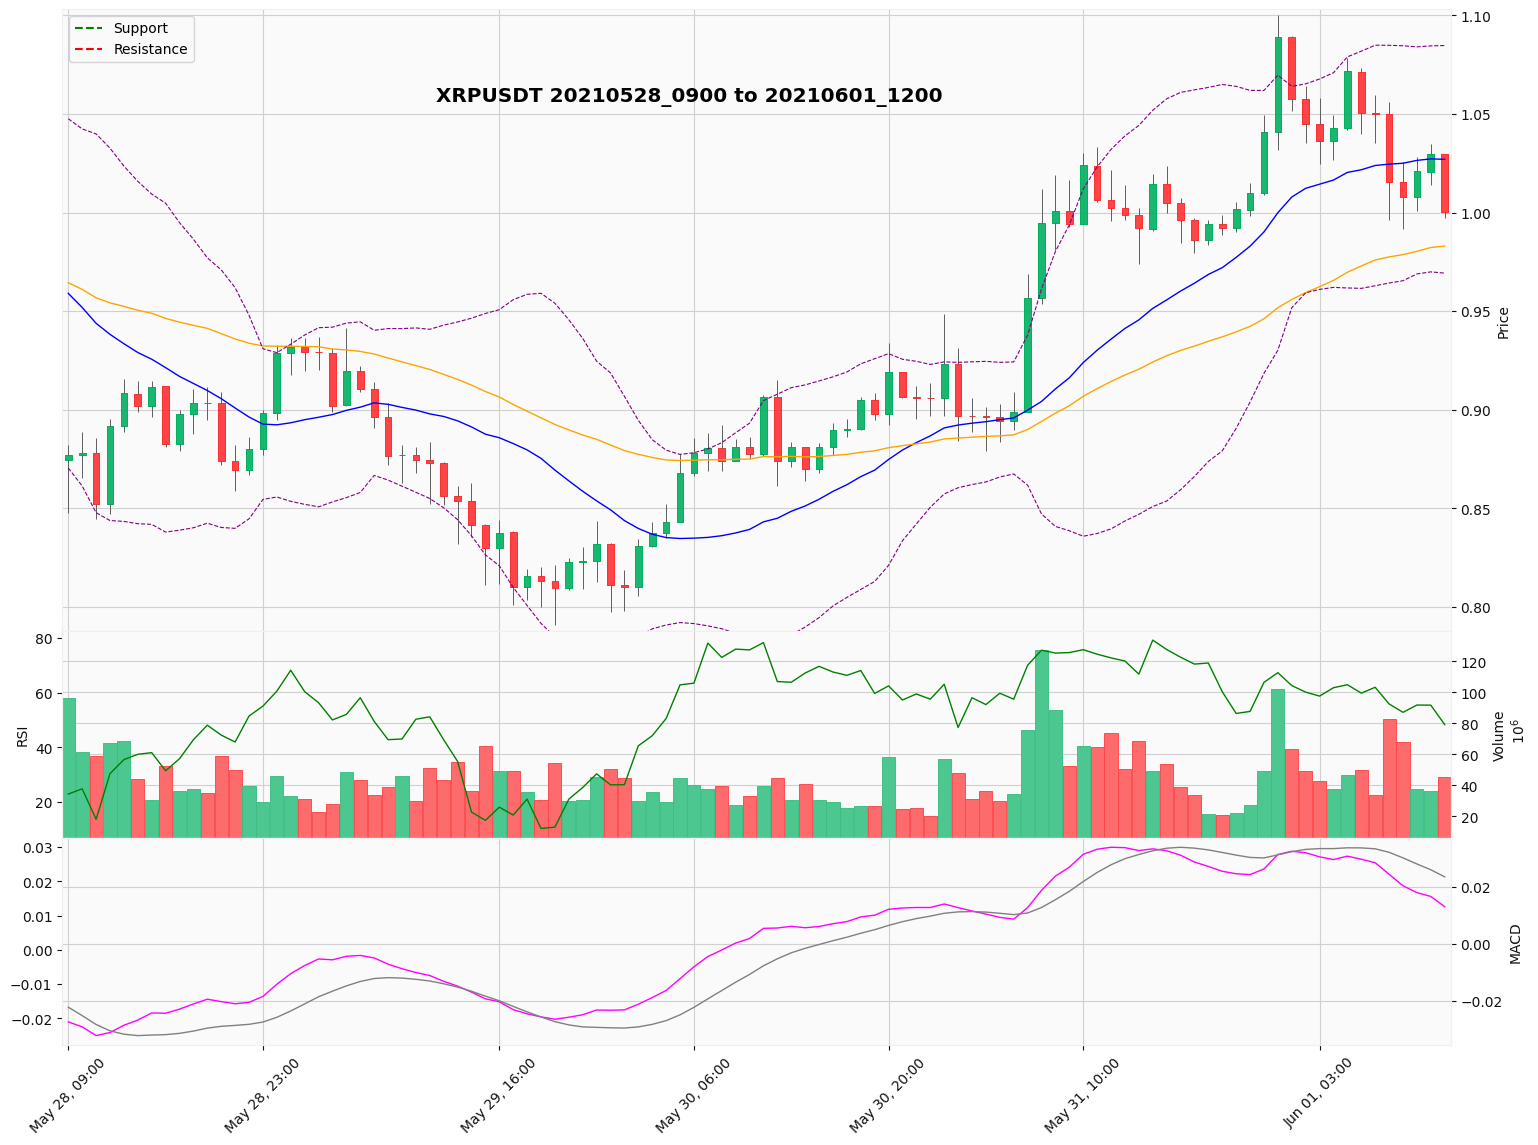 Support
Resistance
XRPUSDT 20210528_0900 to 20210601_1200
1.10
1.05
1.00
0.95
0.90
0.85
0.80
Price
80
60
40
20
RSI
120
100
80
60
40
20
Volume
10^6
0.03
0.02
0.01
0.00
−0.01
−0.02
0.02
0.00
−0.02
MACD
May 28, 09:00
May 28, 23:00
May 29, 16:00
May 30, 06:00
May 30, 20:00
May 31, 10:00
Jun 01, 03:00